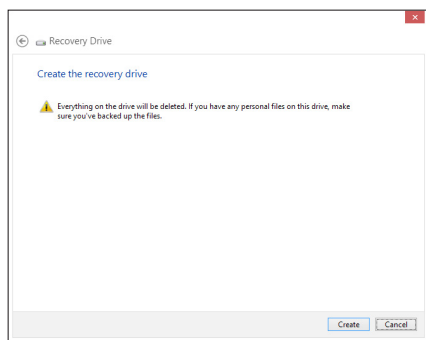 Recovery Drive
Create the recovery drive
Everything on the drive will be deleted. If you have any personal files on this drive, make
sure you've backed up the files.
Create Cancel